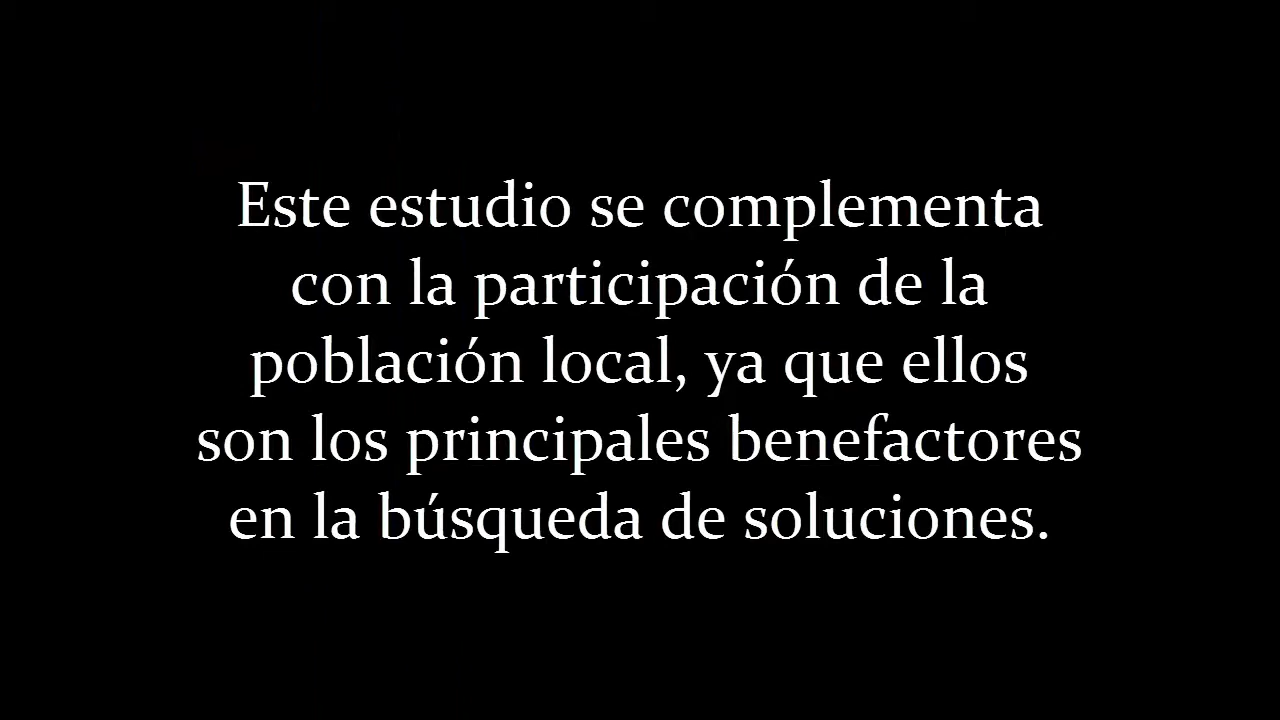 Este estudio se complementa
con la participación de la
población local, ya que ellos
son los principales benefactores
en la búsqueda de soluciones.